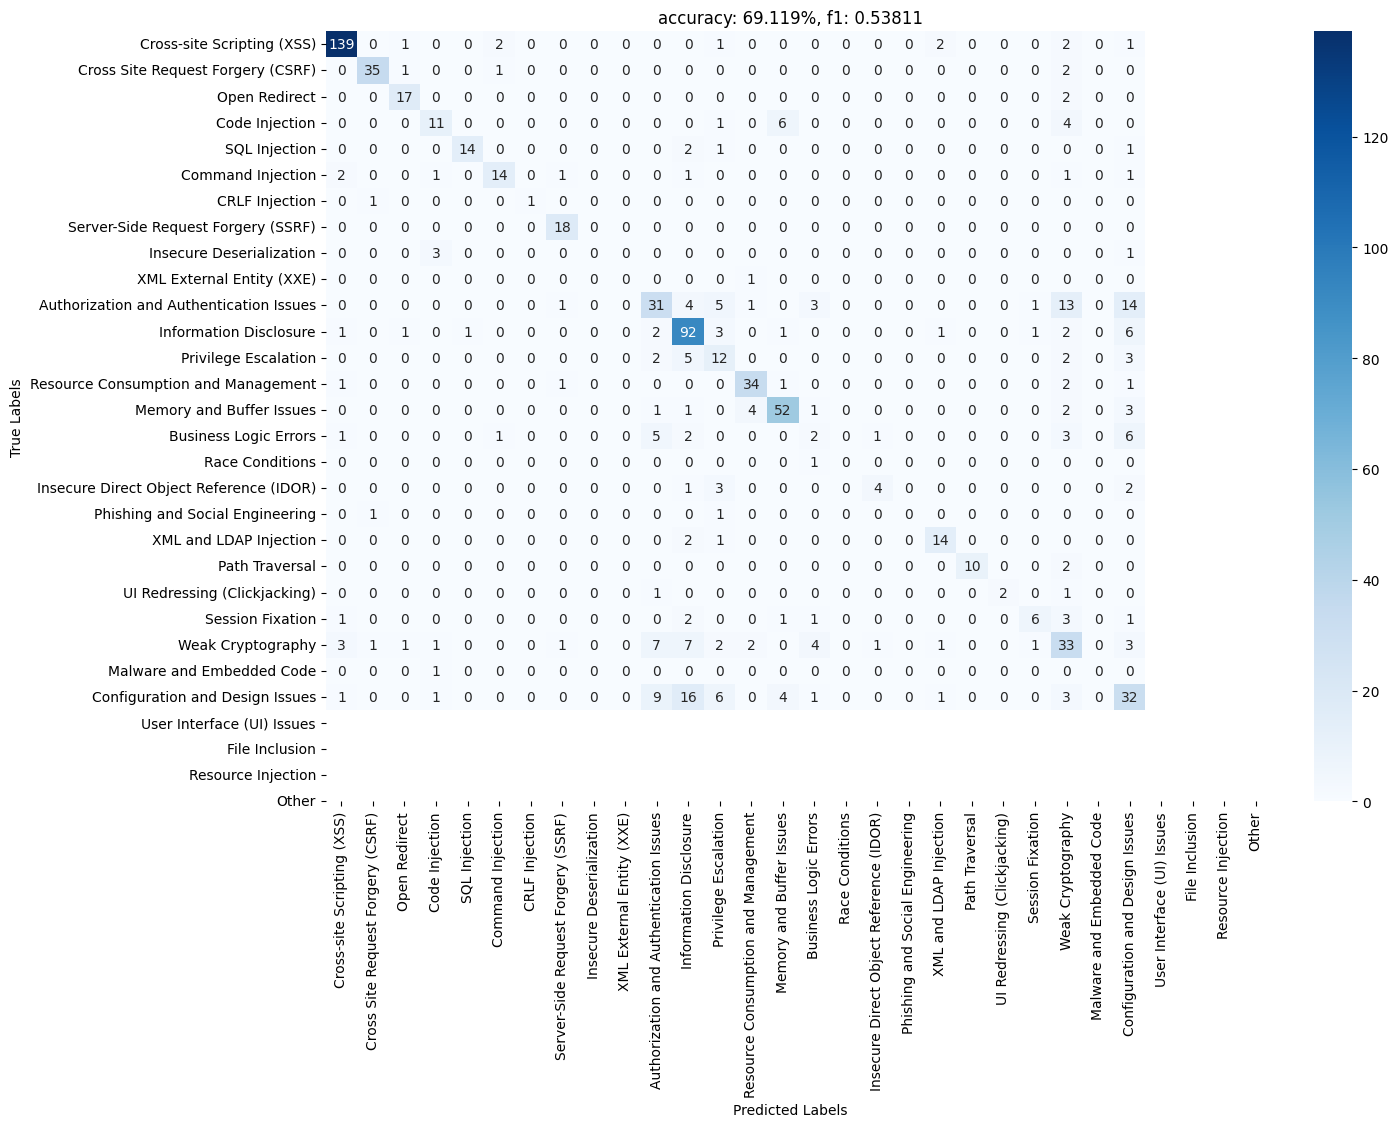 accuracy: 69.119%, f1: 0.53811
True Labels
Cross-site Scripting (XSS) 139 0 1 0 0 2 0 0 0 0 0 0 1 0 0 0 0 0 0 2 0 0 0 2 0 1
Cross Site Request Forgery (CSRF) 0 35 1 0 0 1 0 0 0 0 0 0 0 0 0 0 0 0 0 0 0 0 0 2 0 0
Open Redirect 0 0 17 0 0 0 0 0 0 0 0 0 0 0 0 0 0 0 0 0 0 0 0 2 0 0
Code Injection 0 0 0 11 0 0 0 0 0 0 0 0 1 0 6 0 0 0 0 0 0 0 0 4 0 0
SQL Injection 0 0 0 0 14 0 0 0 0 0 0 2 1 0 0 0 0 0 0 0 0 0 0 0 0 1
Command Injection 2 0 0 1 0 14 0 1 0 0 0 1 0 0 0 0 0 0 0 0 0 0 0 1 0 1
CRLF Injection 0 1 0 0 0 0 1 0 0 0 0 0 0 0 0 0 0 0 0 0 0 0 0 0 0 0
Server-Side Request Forgery (SSRF) 0 0 0 0 0 0 0 18 0 0 0 0 0 0 0 0 0 0 0 0 0 0 0 0 0 0
Insecure Deserialization 0 0 0 3 0 0 0 0 0 0 0 0 0 0 0 0 0 0 0 0 0 0 0 0 0 1
XML External Entity (XXE) 0 0 0 0 0 0 0 0 0 0 0 0 0 1 0 0 0 0 0 0 0 0 0 0 0 0
Authorization and Authentication Issues 0 0 0 0 0 0 0 1 0 0 31 4 5 1 0 3 0 0 0 0 0 0 1 13 0 14
Information Disclosure 1 0 1 0 1 0 0 0 0 0 2 92 3 0 1 0 0 0 0 1 0 0 1 2 0 6
Privilege Escalation 0 0 0 0 0 0 0 0 0 0 2 5 12 0 0 0 0 0 0 0 0 0 0 2 0 3
Resource Consumption and Management 1 0 0 0 0 0 0 1 0 0 0 0 0 34 1 0 0 0 0 0 0 0 0 2 0 1
Memory and Buffer Issues 0 0 0 0 0 0 0 0 0 0 1 1 0 4 52 1 0 0 0 0 0 0 0 2 0 3
Business Logic Errors 1 0 0 0 0 1 0 0 0 0 5 2 0 0 0 2 0 1 0 0 0 0 0 3 0 6
Race Conditions 0 0 0 0 0 0 0 0 0 0 0 0 0 0 0 1 0 0 0 0 0 0 0 0 0 0
Insecure Direct Object Reference (IDOR) 0 0 0 0 0 0 0 0 0 0 0 1 3 0 0 0 0 4 0 0 0 0 0 0 0 2
Phishing and Social Engineering 0 1 0 0 0 0 0 0 0 0 0 0 1 0 0 0 0 0 0 0 0 0 0 0 0 0
XML and LDAP Injection 0 0 0 0 0 0 0 0 0 0 0 2 1 0 0 0 0 0 0 14 0 0 0 0 0 0
Path Traversal 0 0 0 0 0 0 0 0 0 0 0 0 0 0 0 0 0 0 0 0 10 0 0 2 0 0
UI Redressing (Clickjacking) 0 0 0 0 0 0 0 0 0 0 1 0 0 0 0 0 0 0 0 0 0 2 0 1 0 0
Session Fixation 1 0 0 0 0 0 0 0 0 0 0 2 0 0 1 1 0 0 0 0 0 0 6 3 0 1
Weak Cryptography 3 1 1 1 0 0 0 1 0 0 7 7 2 2 0 4 0 1 0 1 0 0 1 33 0 3
Malware and Embedded Code 0 0 0 1 0 0 0 0 0 0 0 0 0 0 0 0 0 0 0 0 0 0 0 0 0 0
Configuration and Design Issues 1 0 0 1 0 0 0 0 0 0 9 16 6 0 4 1 0 0 0 1 0 0 0 3 0 32
User Interface (UI) Issues
File Inclusion
Resource Injection
Other
Cross-site Scripting (XSS)
Cross Site Request Forgery (CSRF)
Open Redirect
Code Injection
SQL Injection
Command Injection
CRLF Injection
Server-Side Request Forgery (SSRF)
Insecure Deserialization
XML External Entity (XXE)
Authorization and Authentication Issues
Information Disclosure
Privilege Escalation
Resource Consumption and Management
Memory and Buffer Issues
Business Logic Errors
Race Conditions
Insecure Direct Object Reference (IDOR)
Phishing and Social Engineering
XML and LDAP Injection
Path Traversal
UI Redressing (Clickjacking)
Session Fixation
Weak Cryptography
Malware and Embedded Code
Configuration and Design Issues
User Interface (UI) Issues
File Inclusion
Resource Injection
Other
Predicted Labels
120
100
80
60
40
20
0